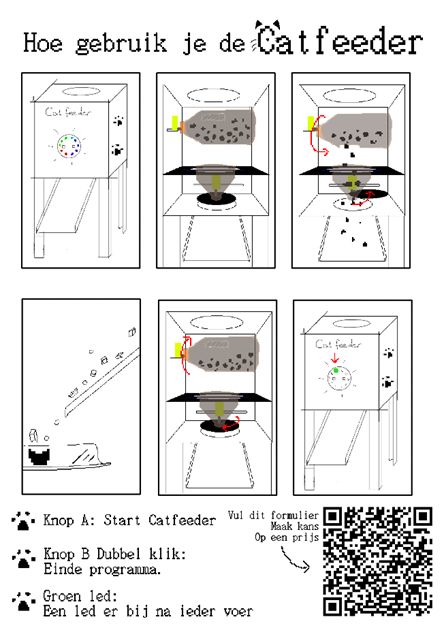 Hoe gebruik je de Catfeeder
Cat feeder
Cat feeder
Knop A: Start Catfeeder
Knop B Dubbel klik:
Einde programma.
Groen led:
Een led er bij na ieder voer
Vul dit formulier
Maak kans
Op een prijs